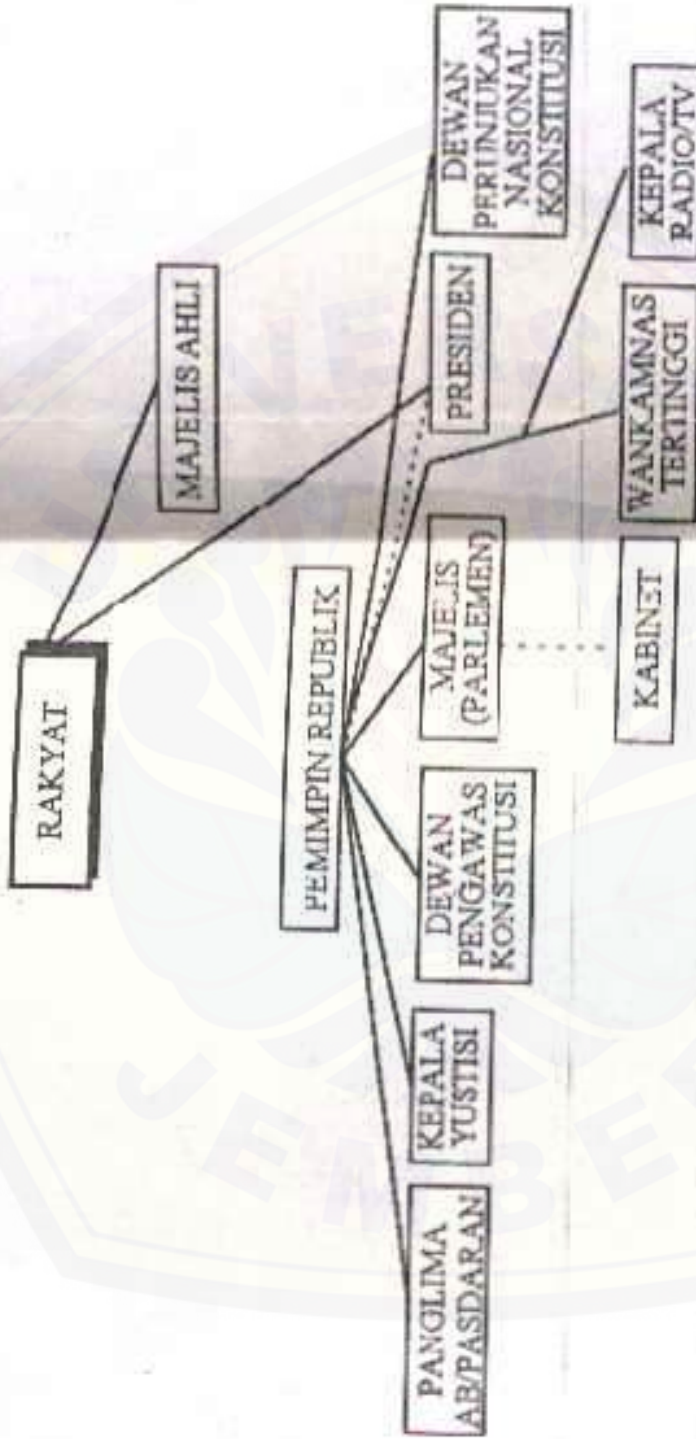 RAKYAT
MAJELIS AHLI
PEMIMPIN REPUBLIK
PANGLIMA
AB/PASDARAN
KEPALA
YUSTISI
DEWAN
PENGAWAS
KONSTITUSI
MAJELIS
(PARLEMEN)
PRESIDEN
DEWAN
PERUNJUKAN
NASIONAL
KONSTITUSI
KABINET
WANKAMNAS
TERTINGGI
KEPALA
RADIO/TV
JEMBE